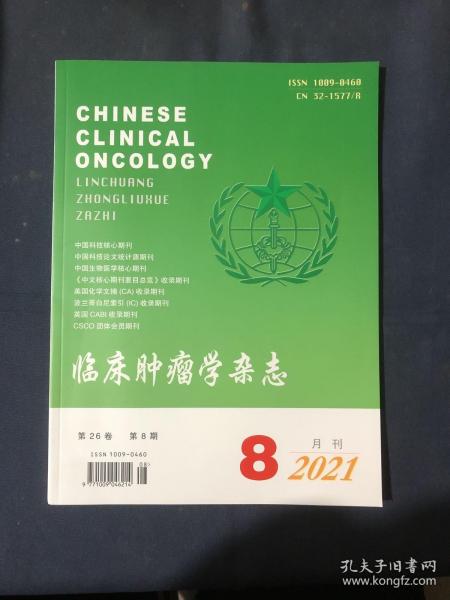 ISSN 1009-0460
CN 32-1577/R
CHINESE
CLINICAL
ONCOLOGY
LINCHUANG
ZHONGLIUXUE
ZAZHI
中国科技核心期刊
中国科技论文统计源期刊
中国生物医学核心期刊
《中文核心期刊要目总览》收录期刊
美国化学文摘(CA)收录期刊
波兰哥白尼索引(IC)收录期刊
英国CABI收录期刊
CSCO团体会员期刊
临床肿瘤学杂志
第26卷 第8期
ISSN 1009-0460
08>
9 771009 046214
8
月刊
2021
孔夫子旧书网
www.kongfz.com